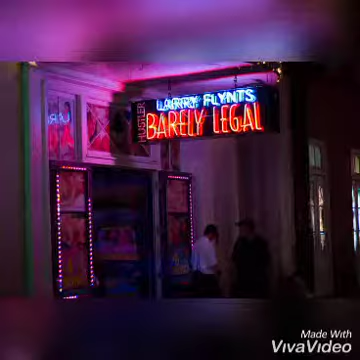 LARRY FLYNTS
HUSTLER
BARELY LEGAL
Made With
VivaVideo